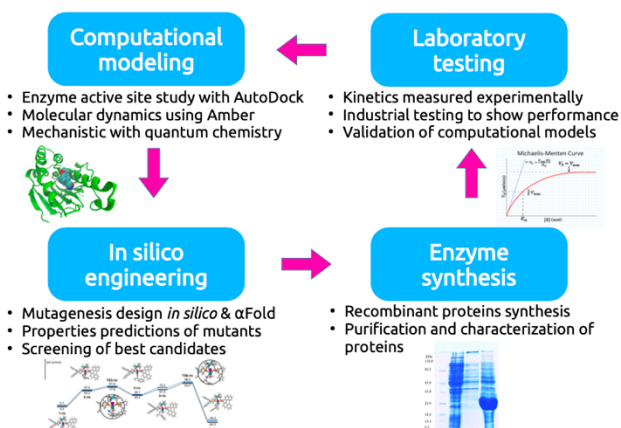 Computational
modeling
Laboratory
testing
• Enzyme active site study with AutoDock
• Molecular dynamics using Amber
• Mechanistic with quantum chemistry
• Kinetics measured experimentally
• Industrial testing to show performance
• Validation of computational models
Michaelis-Menten Curve
In silico
engineering
Enzyme
synthesis
• Mutagenesis design in silico & αFold
• Properties predictions of mutants
• Screening of best candidates
• Recombinant proteins synthesis
• Purification and characterization of
proteins